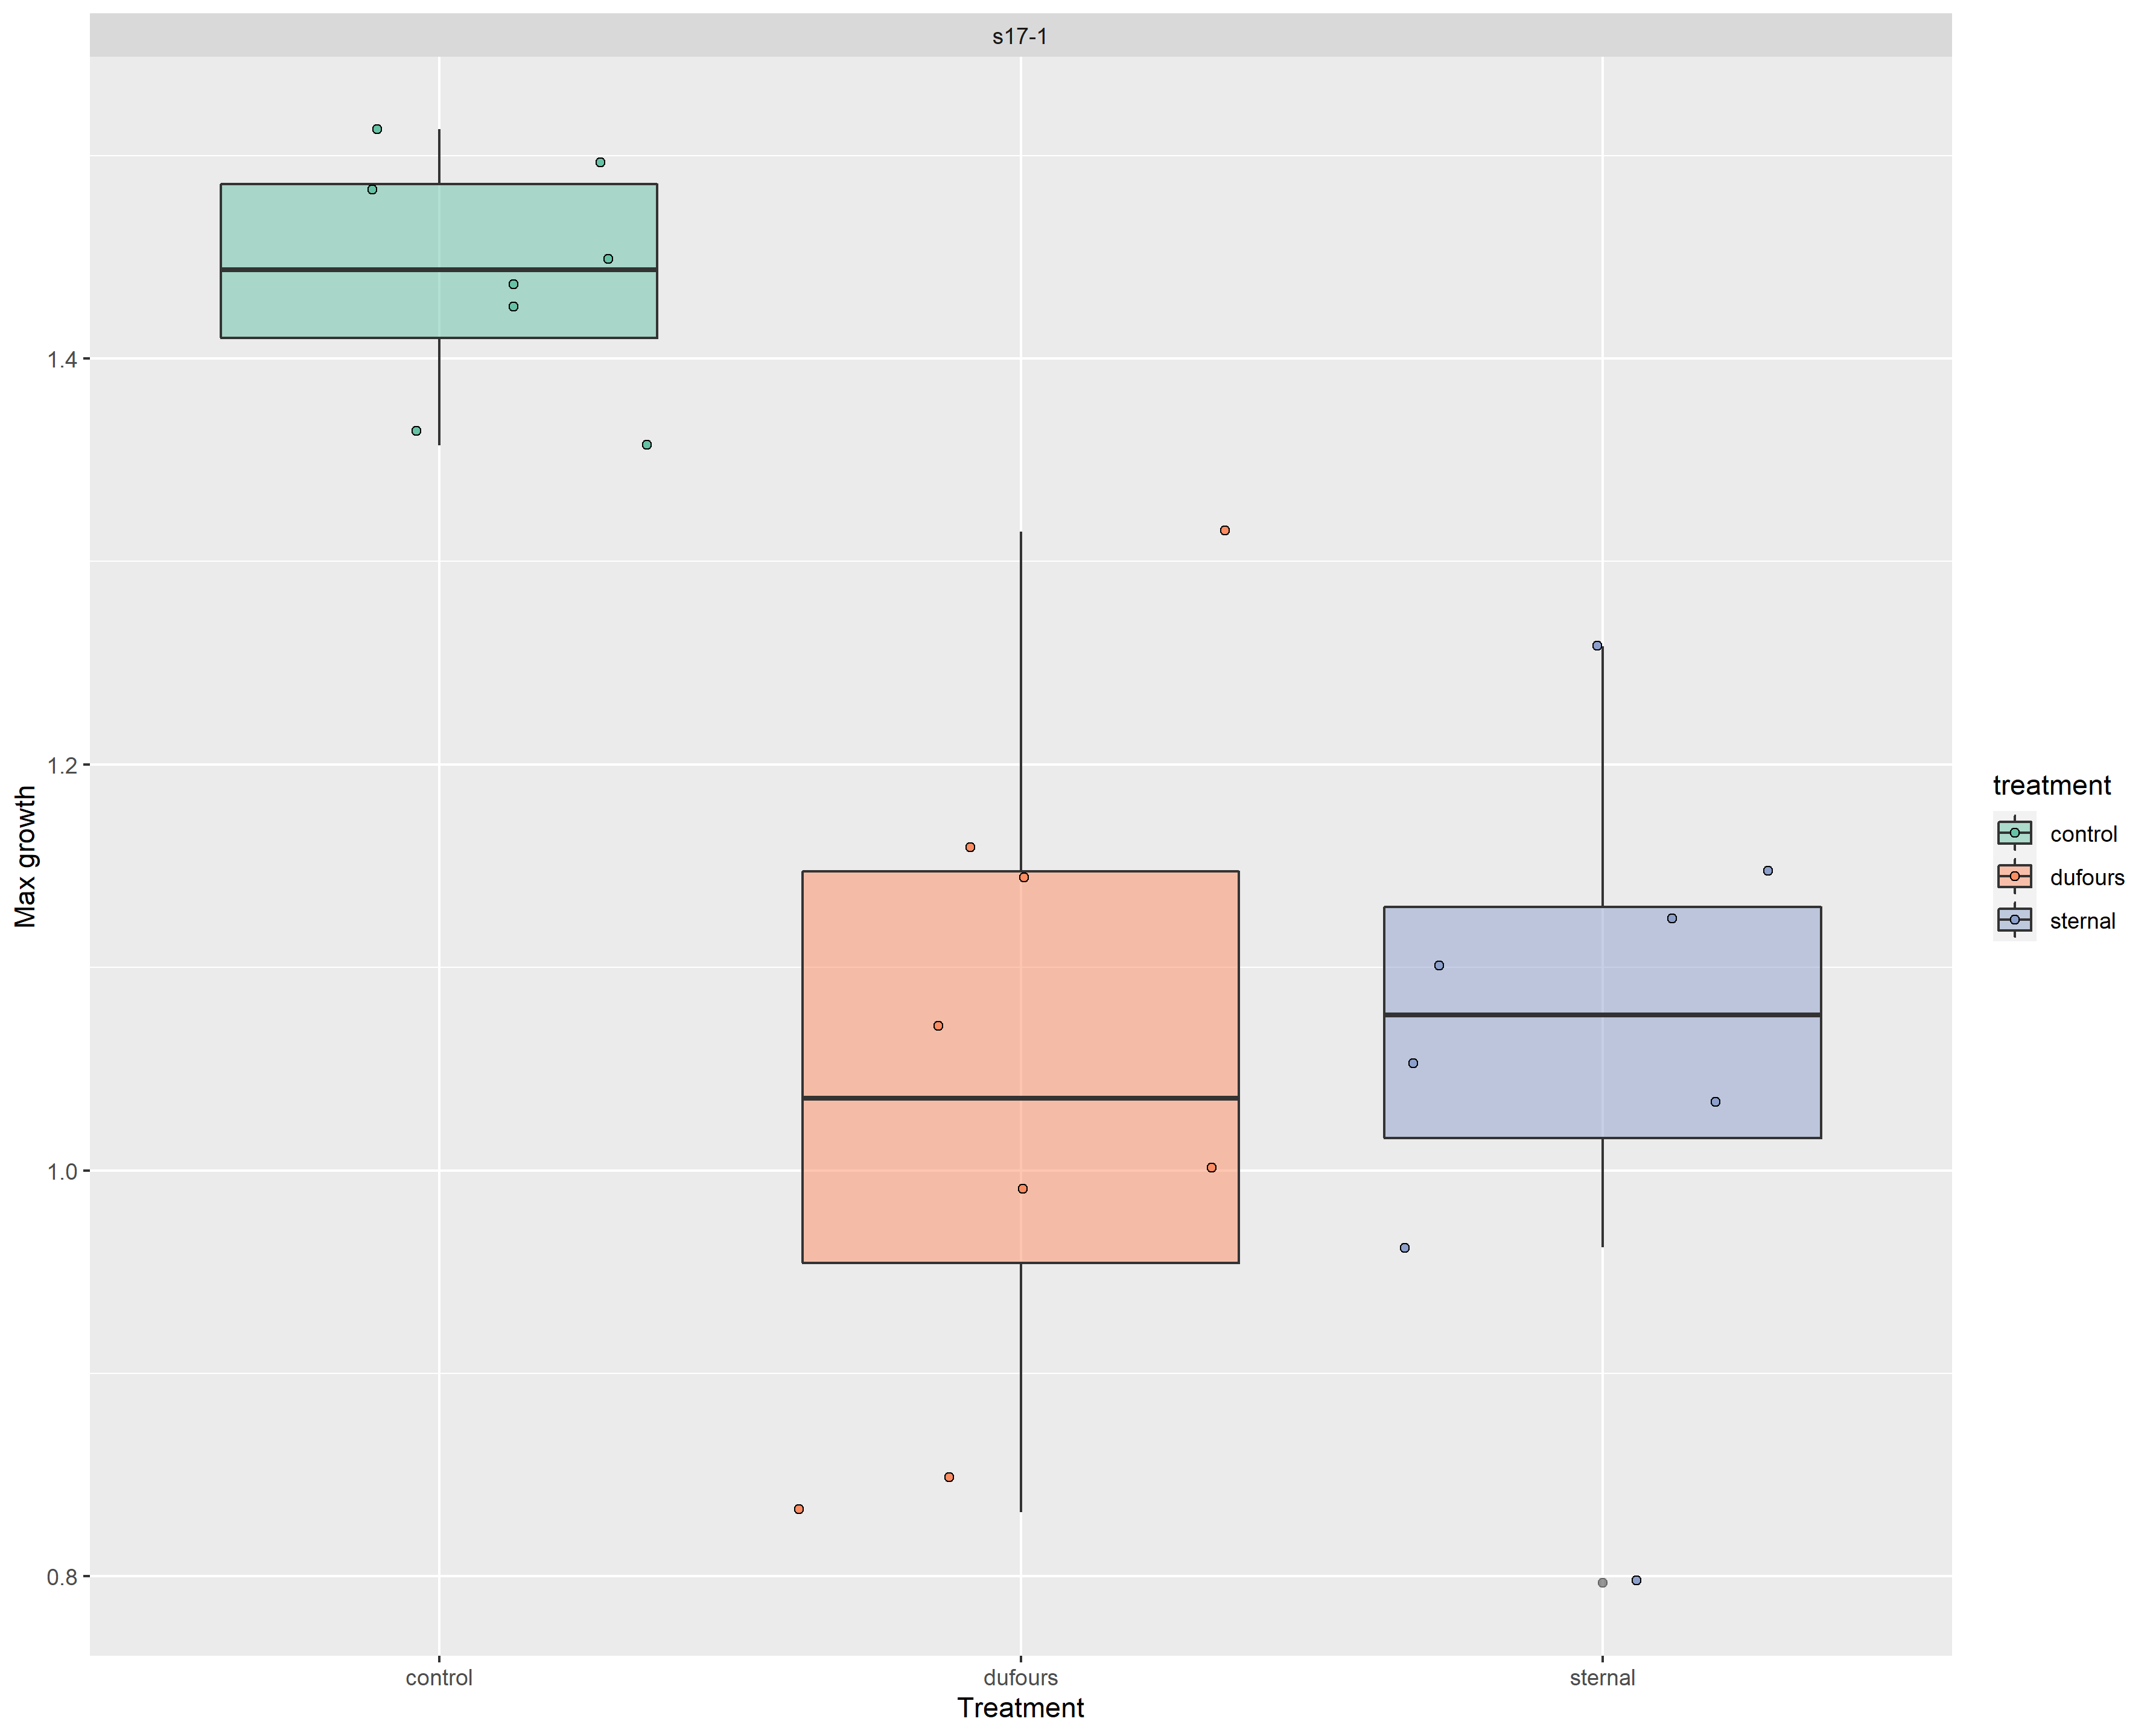 s17-1
1.4
1.2
1.0
0.8
Max growth
control
dufours
sternal
Treatment
treatment
control
dufours
sternal